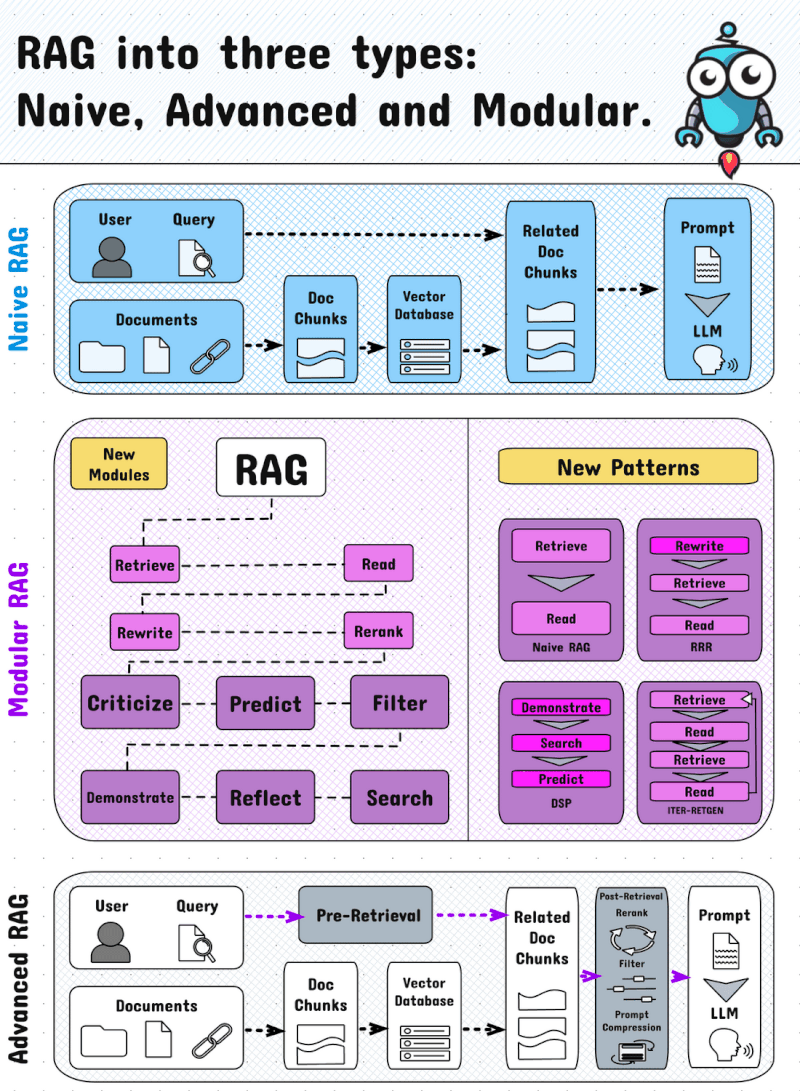 RAG into three types:
Naive, Advanced and Modular.
Naive RAG
User
Query
Documents
Doc
Chunks
Vector
Database
Related
Doc
Chunks
Prompt
LLM
Modular RAG
New
Modules
RAG
Retrieve
Read
Rewrite
Rerank
Criticize
Predict
Filter
Demonstrate
Reflect
Search
New Patterns
Retrieve
Read
Naive RAG
Rewrite
Retrieve
Read
RRR
Demonstrate
Search
Predict
DSP
Retrieve
Read
Retrieve
Read
ITER-RETGEN
Advanced RAG
User
Query
Pre-Retrieval
Documents
Doc
Chunks
Vector
Database
Related
Doc
Chunks
Post-Retrieval
Rerank
Filter
Prompt
Compression
Prompt
LLM